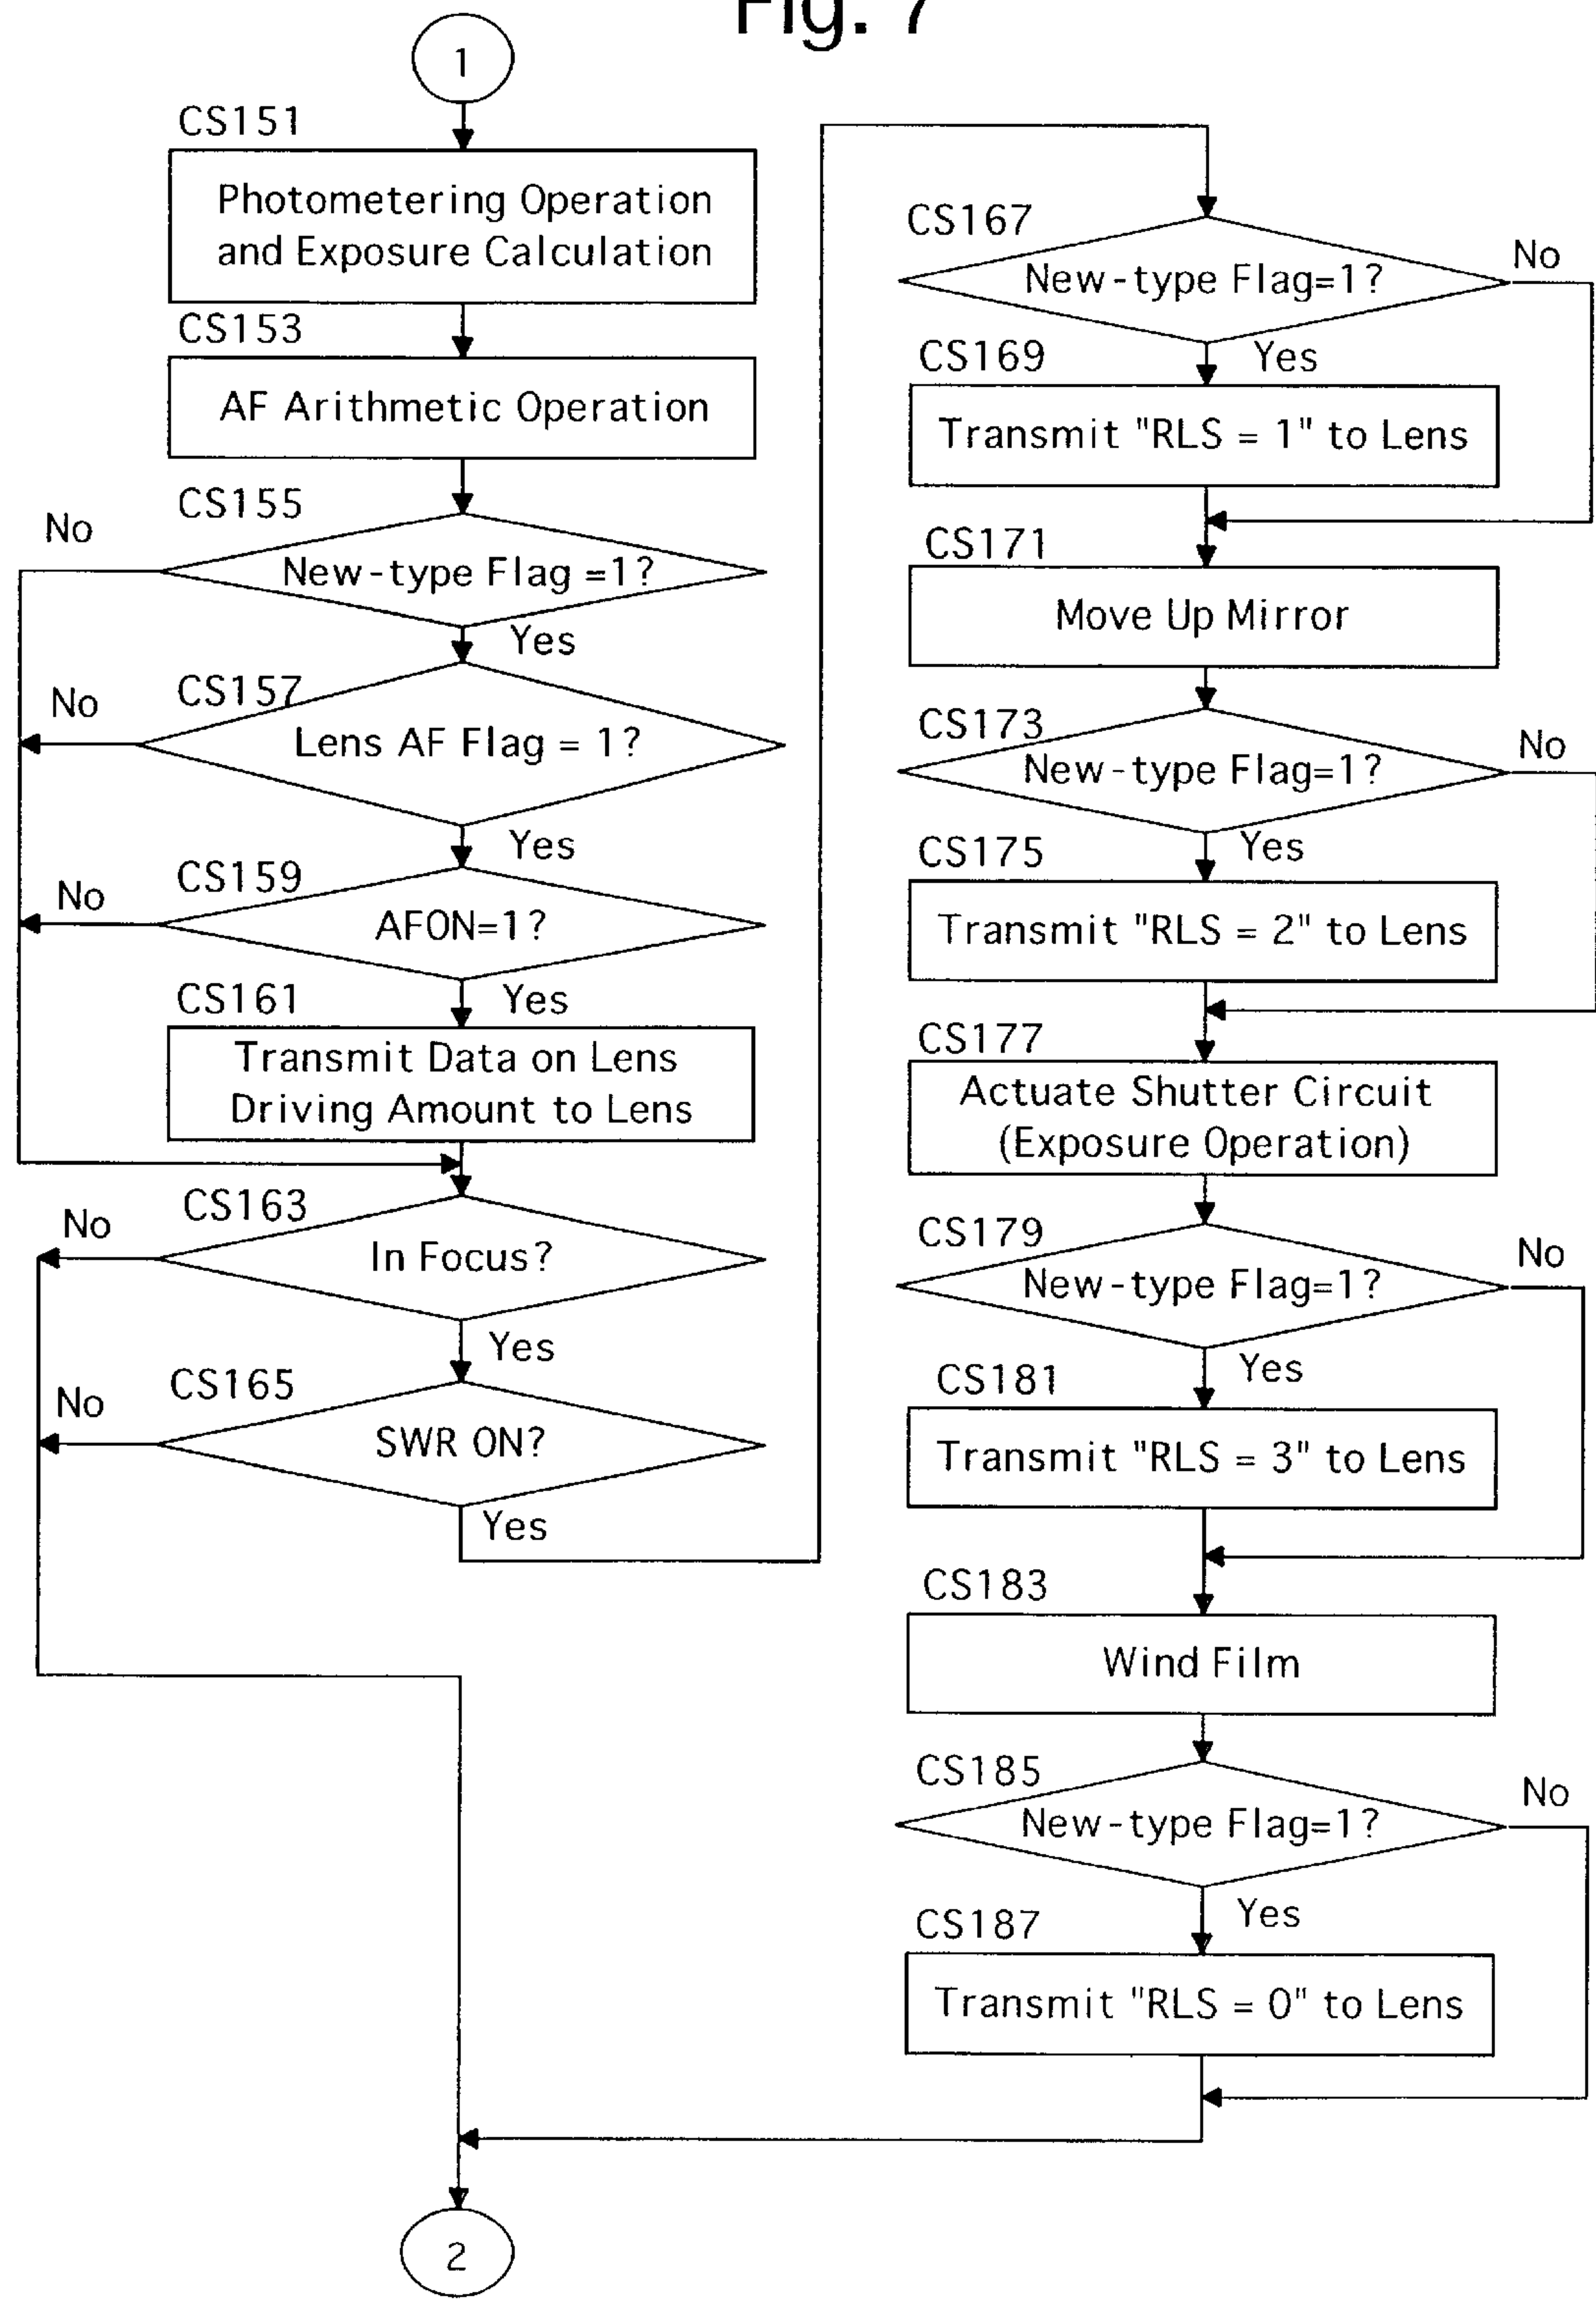 Fig. 7
1
CS151
Photometering Operation
and Exposure Calculation
CS153
AF Arithmetic Operation
CS155
No
New-type Flag =1?
Yes
CS157
No
Lens AF Flag = 1?
Yes
CS159
No
AFON=1?
Yes
CS161
Transmit Data on Lens
Driving Amount to Lens
CS163
No
In Focus?
Yes
CS165
No
SWR ON?
Yes
CS167
No
New-type Flag=1?
Yes
CS169
Transmit "RLS = 1" to Lens
CS171
Move Up Mirror
CS173
No
New-type Flag=1?
Yes
CS175
Transmit "RLS = 2" to Lens
CS177
Actuate Shutter Circuit
(Exposure Operation)
CS179
No
New-type Flag=1?
Yes
CS181
Transmit "RLS = 3" to Lens
CS183
Wind Film
CS185
No
New-type Flag=1?
Yes
CS187
Transmit "RLS = 0" to Lens
2